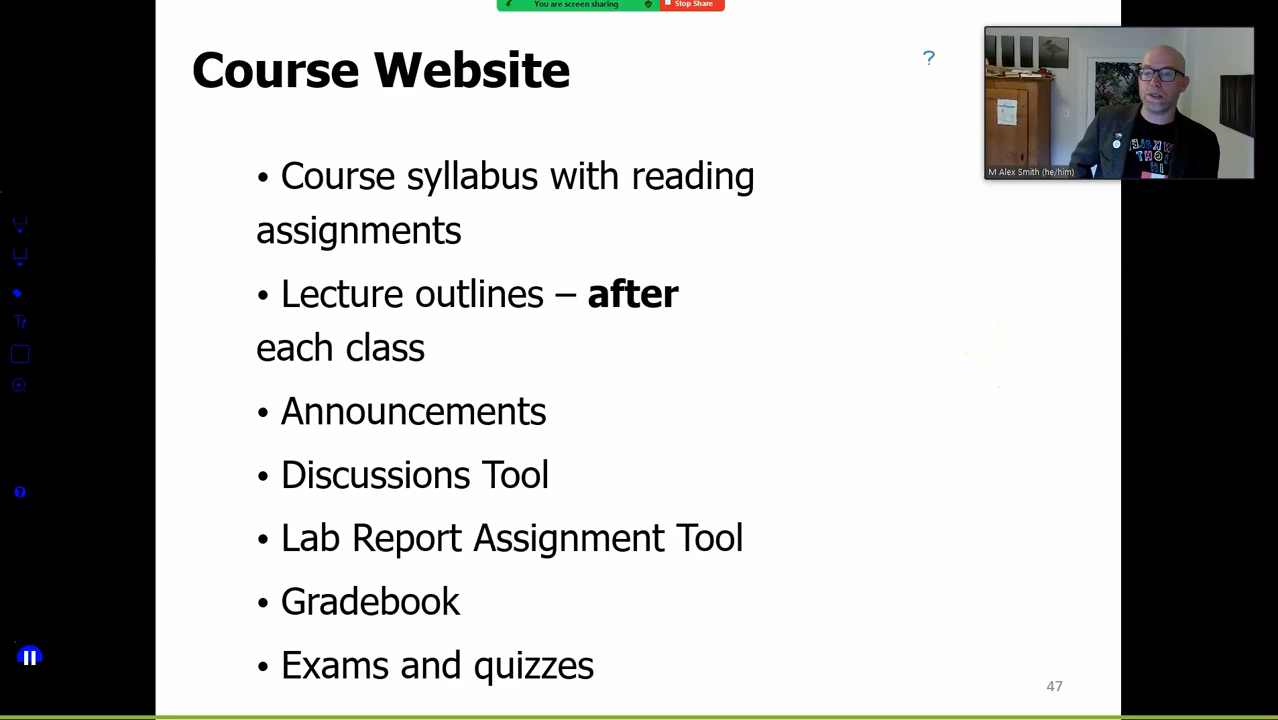 You are screen sharing Stop Share
Course Website
?
• Course syllabus with reading
assignments
• Lecture outlines – after
each class
• Announcements
• Discussions Tool
• Lab Report Assignment Tool
• Gradebook
• Exams and quizzes
47
M Alex Smith (he/him)